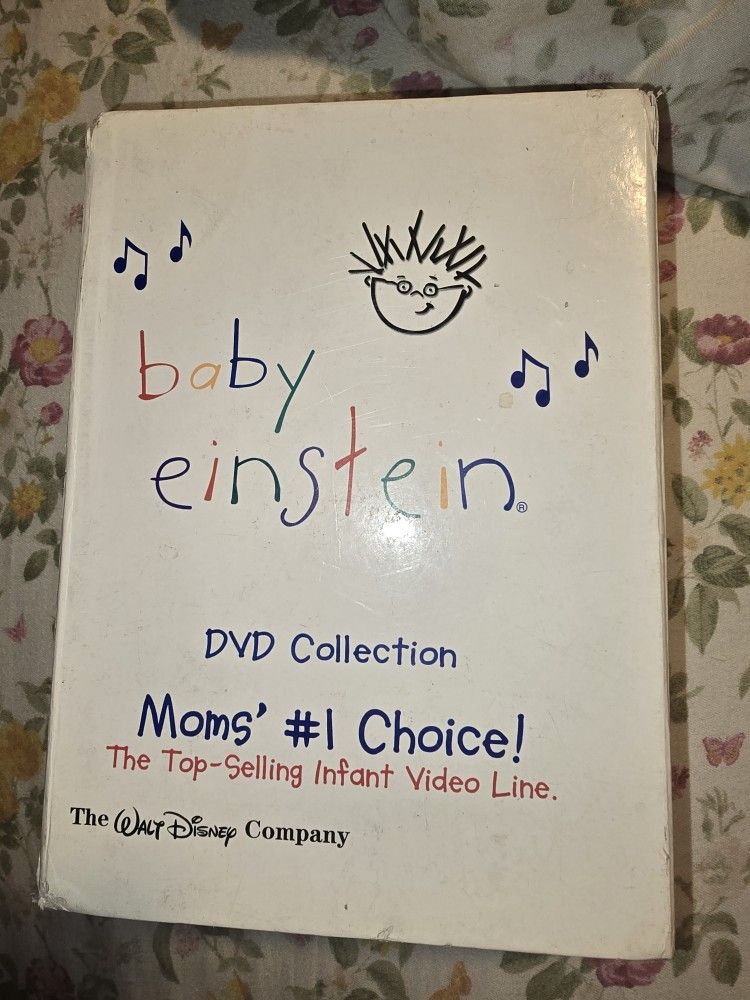 baby
einstein®
DVD Collection
Moms' #1 Choice!
The Top-Selling Infant Video Line.
The Walt Disney Company